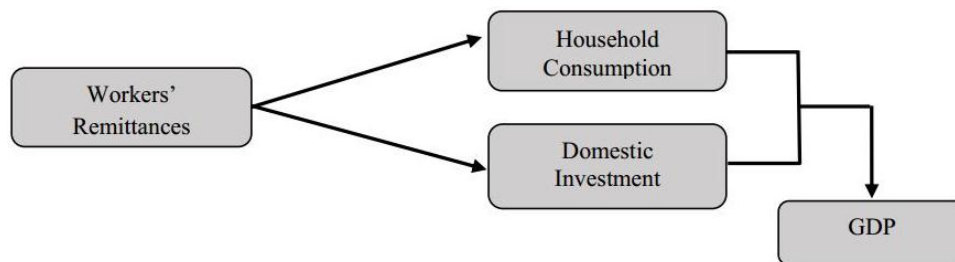 Workers’
Remittances
Household
Consumption
Domestic
Investment
GDP